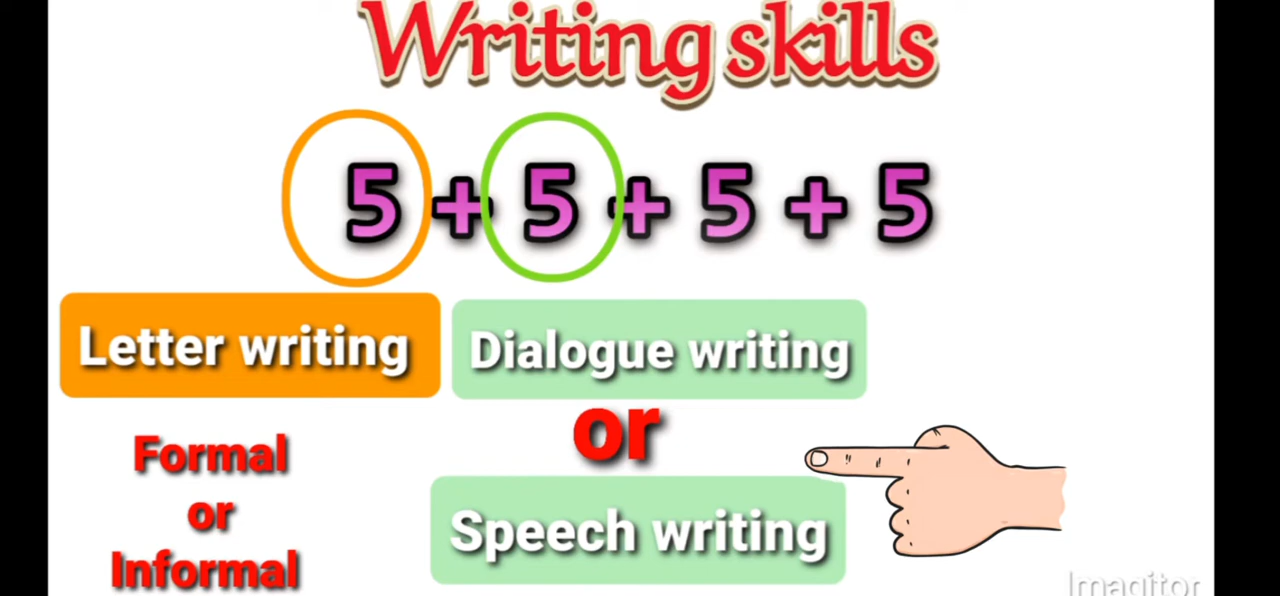 Writing skills
5 + 5 + 5 + 5
Letter writing Dialogue writing
or
Formal
or
Informal
Speech writing
Imagitor